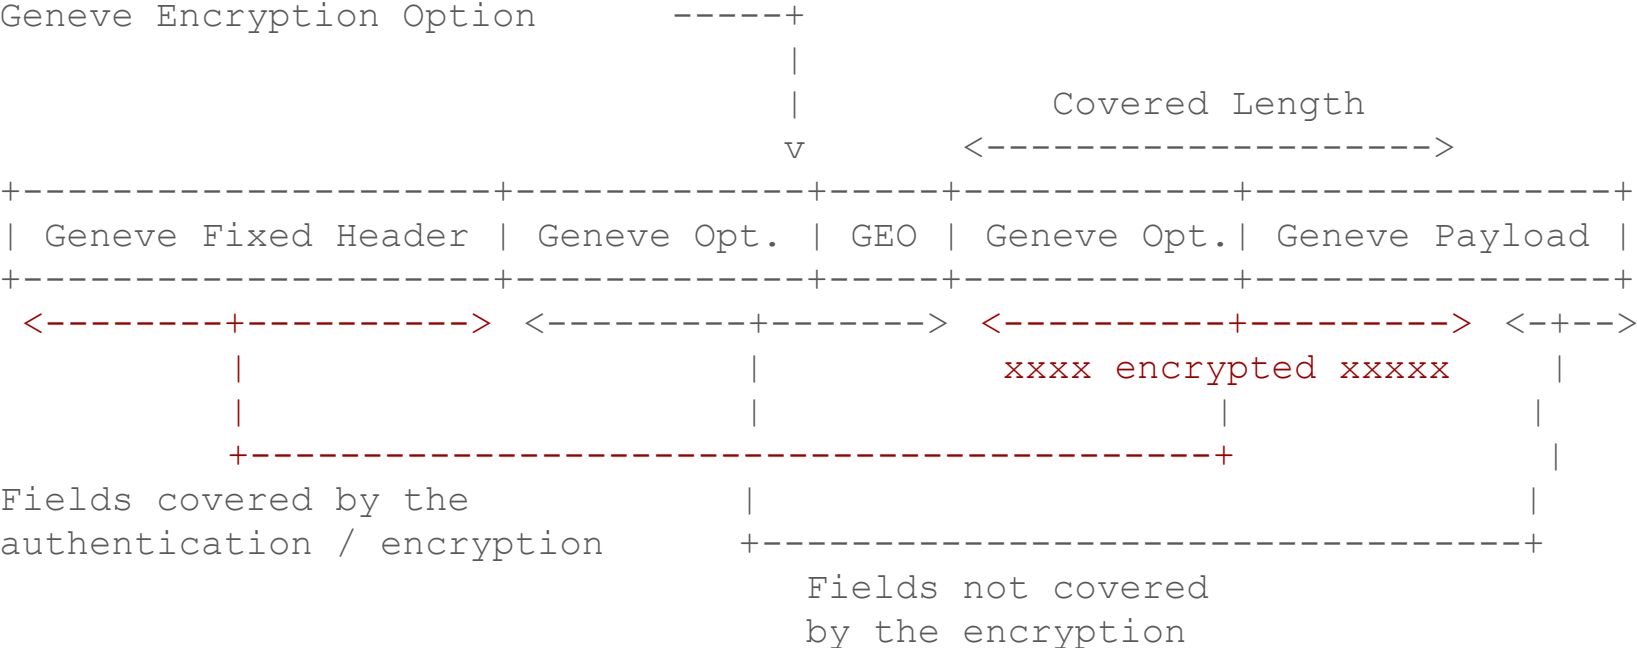 Geneve Encryption Option      -----+
                                   |
                                   |           Covered Length
                                   v       <-------------------->
+---------------------+-------------+-----+------------+----------------+
| Geneve Fixed Header | Geneve Opt. | GEO | Geneve Opt.| Geneve Payload |
+---------------------+-------------+-----+------------+----------------+
<--------+----------> <---------+-------> <----------+---------> <-+-->
         |                      |          xxxx encrypted xxxxx    |
         |                      |                    |             |
         +-------------------------------------------+             |
Fields covered by the           |                                  |
authentication / encryption     +----------------------------------+
Fields not covered
by the encryption